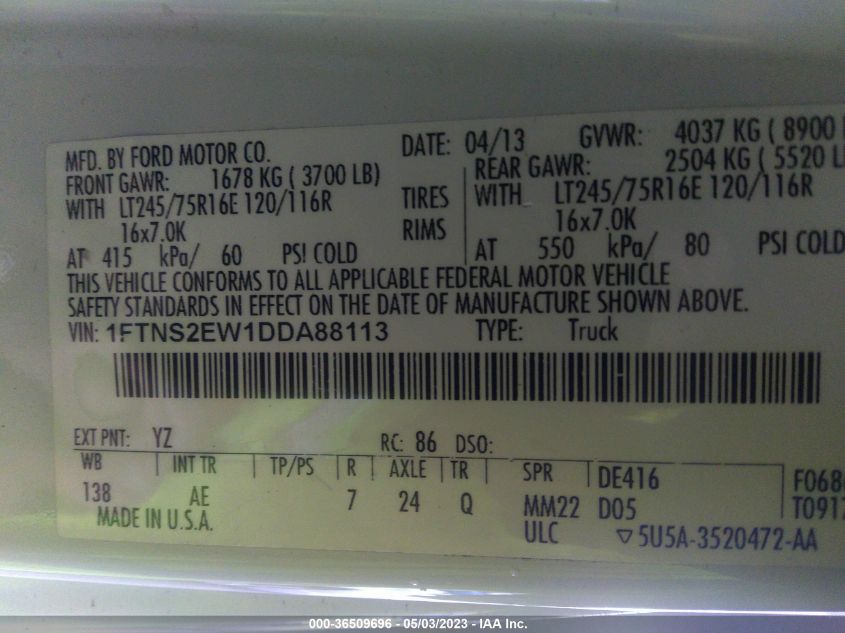 MFD. BY FORD MOTOR CO. DATE: 04/13 GVWR: 4037 KG ( 8900
FRONT GAWR: 1678 KG ( 3700 LB) REAR GAWR: 2504 KG ( 5520
WITH LT245/75R16E 120/116R TIRES WITH LT245/75R16E 120/116R
16x7.0K RIMS 16x7.0K
AT 415 kPa/ 60 PSI COLD AT 550 kPa/ 80 PSI COLD
THIS VEHICLE CONFORMS TO ALL APPLICABLE FEDERAL MOTOR VEHICLE
SAFETY STANDARDS IN EFFECT ON THE DATE OF MANUFACTURE SHOWN ABOVE.
VIN: 1FTNS2EW1DDA88113 TYPE: Truck
EXT PNT: YZ RC: 86 DSO:
WB INT TR TP/PS R AXLE TR SPR DE416
138 AE 7 24 Q MM22 D05
MADE IN U.S.A. ULC ▽5U5A-3520472-AA
000-36509696 - 05/03/2023 - IAA Inc.